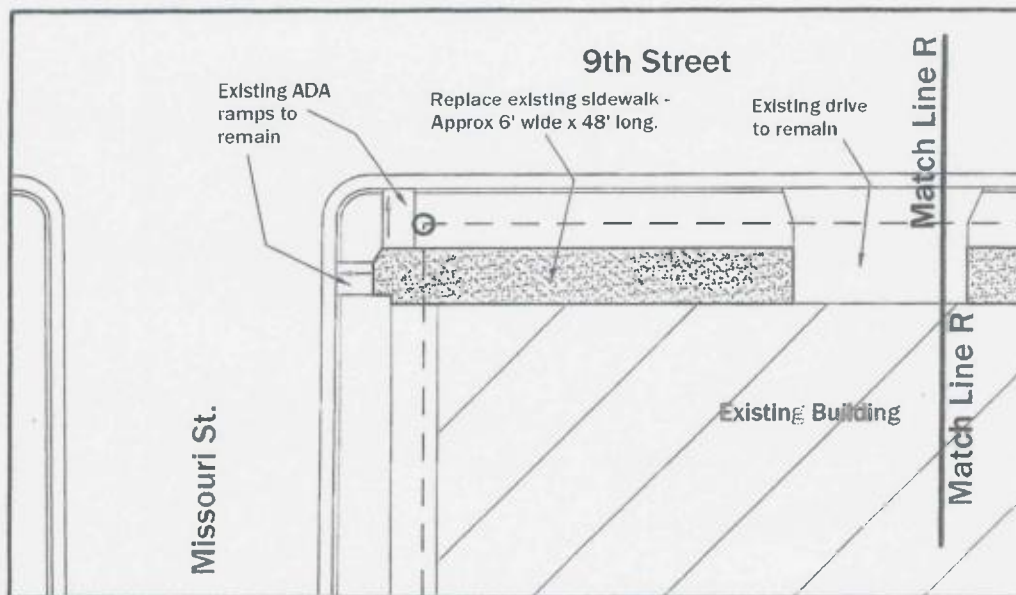 9th Street
Existing ADA
ramps to
remain
Replace existing sidewalk -
Approx 6' wide x 48' long.
Existing drive
to remain
Match Line R
Existing Building
Match Line R
Missouri St.